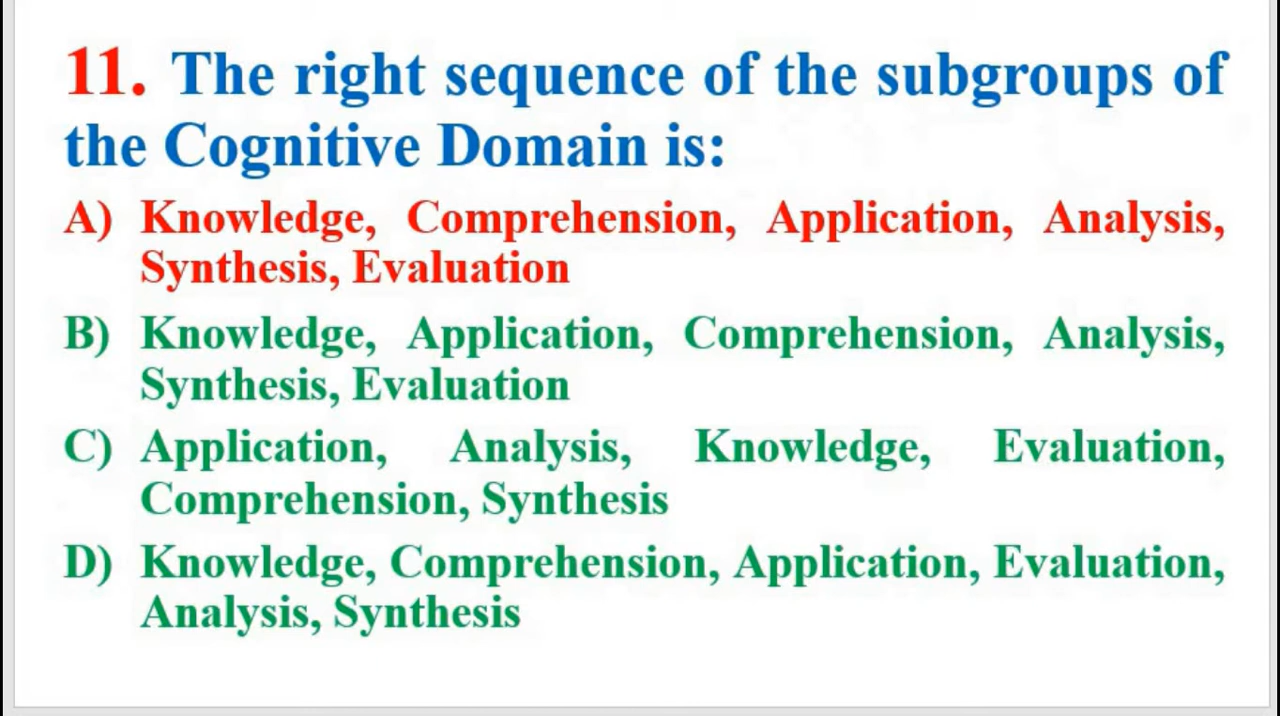 11. The right sequence of the subgroups of
the Cognitive Domain is:
A) Knowledge, Comprehension, Application, Analysis,
Synthesis, Evaluation
B) Knowledge, Application, Comprehension, Analysis,
Synthesis, Evaluation
C) Application, Analysis, Knowledge, Evaluation,
Comprehension, Synthesis
D) Knowledge, Comprehension, Application, Evaluation,
Analysis, Synthesis